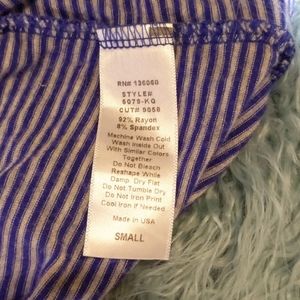 RN# 136060
STYLE#
5079-KQ
CUT# 9058
92% Rayon
8% Spandex
Machine Wash Cold
Wash Inside Out
With Similar Colors
Together
Do Not Bleach
Reshape While
Damp. Dry Flat
Do Not Tumble Dry
Do Not Iron Print
Cool Iron if Needed
Made in USA
SMALL